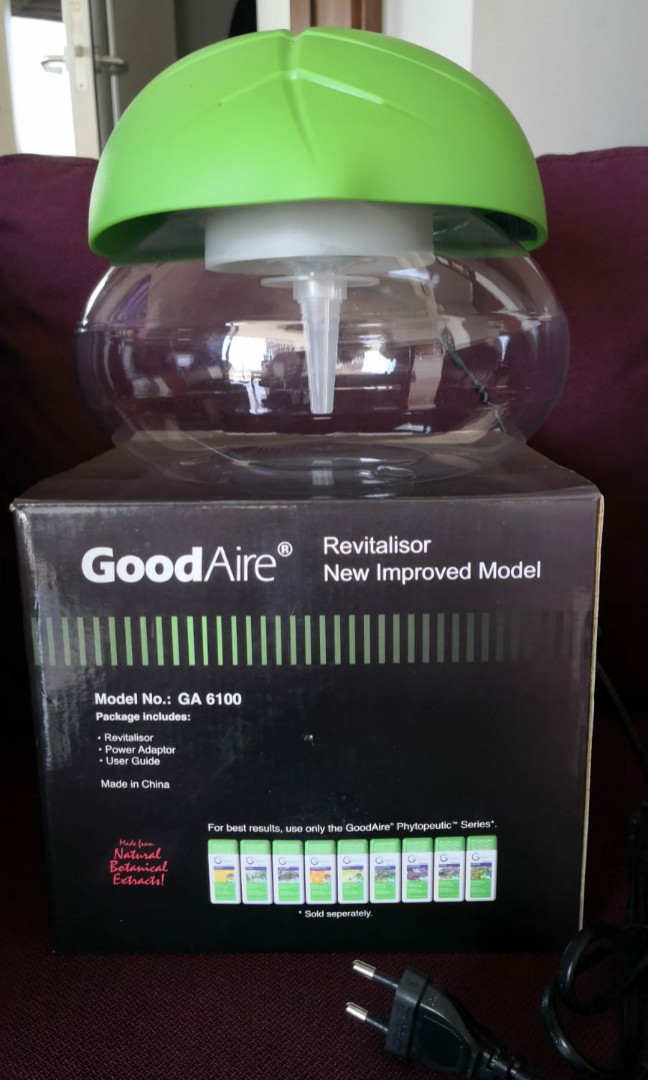 GoodAire®
Revitalisor
New Improved Model
Model No.: GA 6100
Package includes:
• Revitalisor
• Power Adaptor
• User Guide
Made in China
For best results, use only the GoodAire® Phytopeutic™ Series*.
Made from
Natural
Botanical
Extracts!
* Sold seperately.